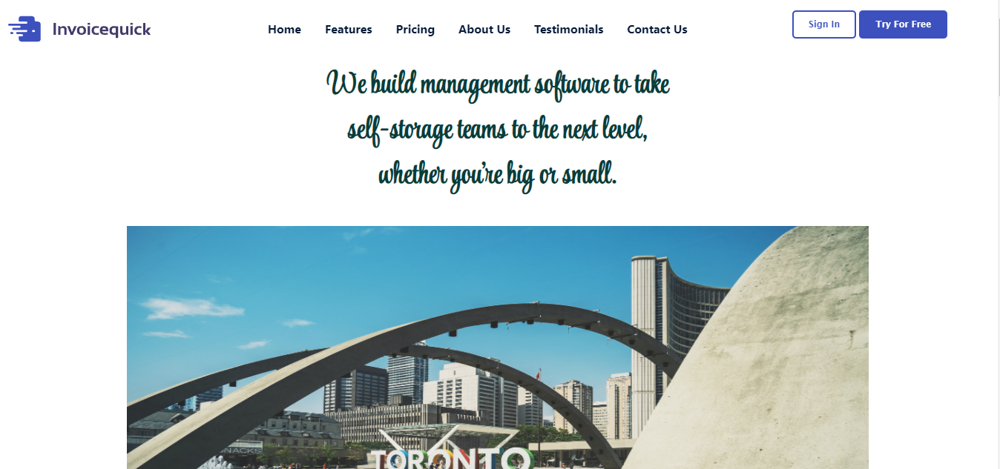 Invoicequick
Home Features Pricing About Us Testimonials Contact Us
Sign In Try For Free
We build management software to take
self-storage teams to the next level,
whether you're big or small.
SNACKS
TORONTO